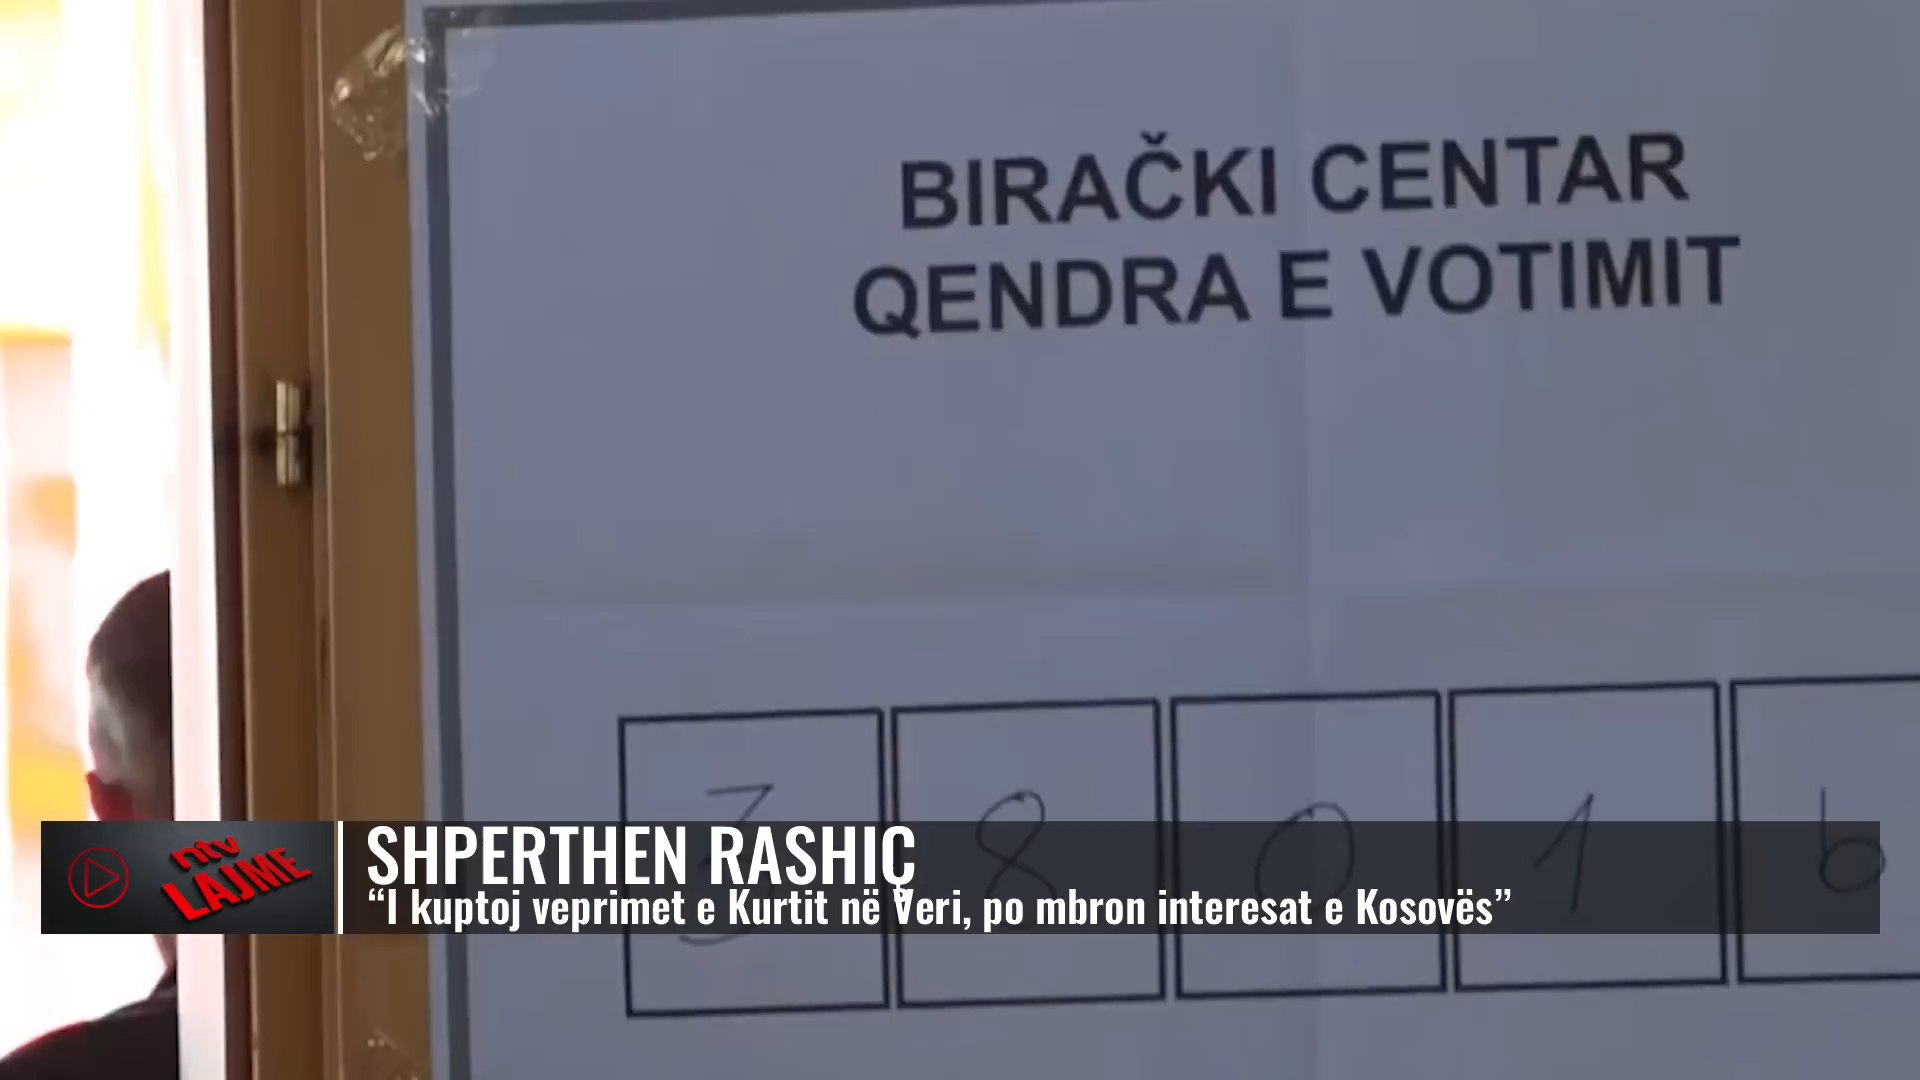 BIRAČKI CENTAR
QENDRA E VOTIMIT
3 8 0 1 6
ntv
LAJME
SHPERTHEN RASHIÇ
“I kuptoj veprimet e Kurtit në Veri, po mbron interesat e Kosovës”